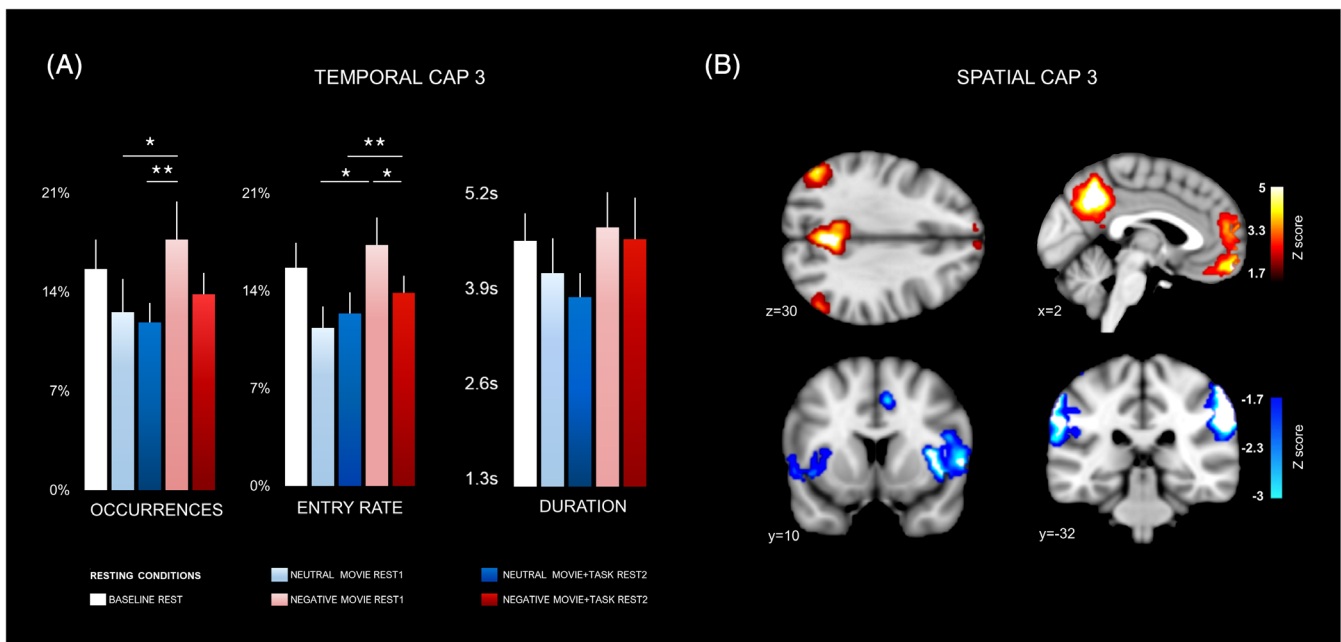 (A)
TEMPORAL CAP 3
* 
**
21%
14%
7%
0%
OCCURRENCES
**
* *
21%
14%
7%
0%
ENTRY RATE
5.2s
3.9s
2.6s
1.3s
DURATION
RESTING CONDITIONS
BASELINE REST
NEUTRAL MOVIE REST1
NEGATIVE MOVIE REST1
NEUTRAL MOVIE+TASK REST2
NEGATIVE MOVIE+TASK REST2
(B)
SPATIAL CAP 3
z=30
x=2
5
3.3
1.7
Z score
y=10
y=-32
-1.7
-2.3
-3
Z score